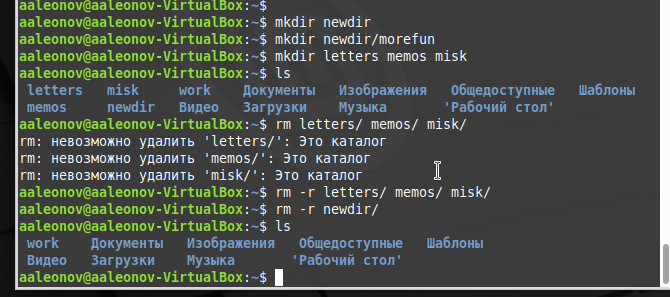 aaleonov@aaleonov-VirtualBox:~$
aaleonov@aaleonov-VirtualBox:~$ mkdir newdir
aaleonov@aaleonov-VirtualBox:~$ mkdir newdir/morefun
aaleonov@aaleonov-VirtualBox:~$ mkdir letters memos misk
aaleonov@aaleonov-VirtualBox:~$ ls
letters misk work Документы Изображения Общедоступные Шаблоны
memos newdir Видео Загрузки Музыка 'Рабочий стол'
aaleonov@aaleonov-VirtualBox:~$ rm letters/ memos/ misk/
rm: невозможно удалить 'letters/': Это каталог
rm: невозможно удалить 'memos/': Это каталог
rm: невозможно удалить 'misk/': Это каталог
aaleonov@aaleonov-VirtualBox:~$ rm -r letters/ memos/ misk/
aaleonov@aaleonov-VirtualBox:~$ rm -r newdir/
aaleonov@aaleonov-VirtualBox:~$ ls
work Документы Изображения Общедоступные Шаблоны
Видео Загрузки Музыка 'Рабочий стол'
aaleonov@aaleonov-VirtualBox:~$